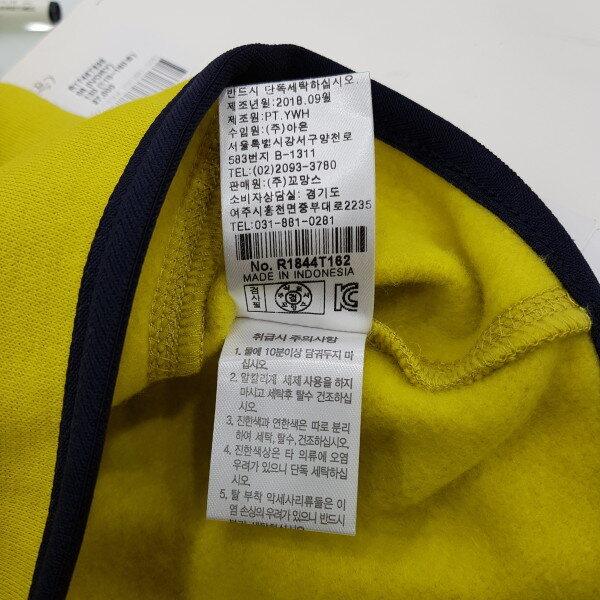 반드시 단독세탁하십시오.
제조년월:2018.09월
제조원:PT.YWH
수입원:(주)아은
서울특별시강서구양천로
583번지 B-1311
TEL:(02)2093-3780
판매원:(주)꼬망스
소비자상담실: 경기도
여주시흥천면중부대로2235
TEL:031-881-0281
No. R1844T162
MADE IN INDONESIA
검사필
취급시 주의사항
1. 물에 10분이상 담궈두지 마
십시오.
2. 알칼리계 세제 사용을 하지
마시고 세탁후 탈수 건조하십
시오.
3. 진한색과 연한색은 따로 분리
하여 세탁, 탈수, 건조하십시오.
4. 진한색상은 타 의류에 오염
우려가 있으니 단독 세탁하십
시오.
5. 탈 부착 악세사리류들은 이
염 손상의 우려가 있으니 반드시